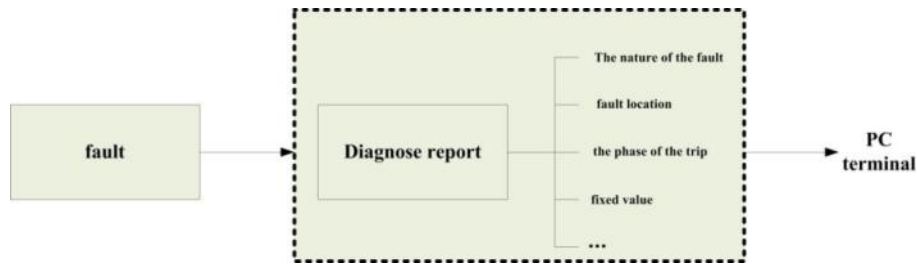 fault
Diagnose report
The nature of the fault
fault location
the phase of the trip
fixed value
...
PC
terminal